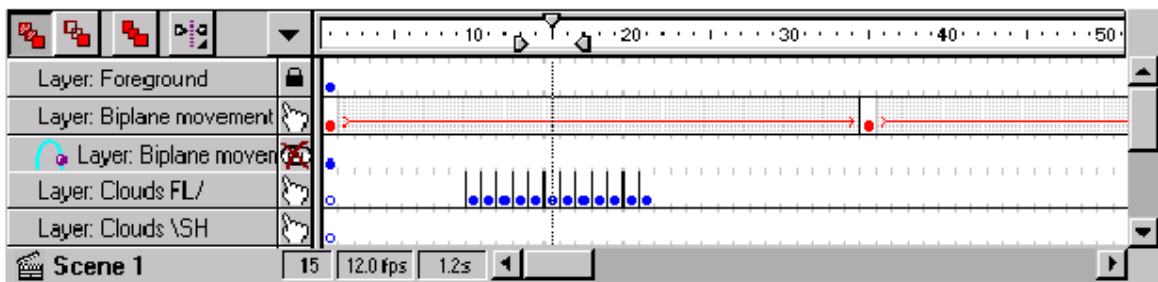 10 20 30 40 50
Layer: Foreground
Layer: Biplane movement
Layer: Biplane moven
Layer: Clouds FL/
Layer: Clouds \SH
Scene 1 15 12.0 fps 1.2s